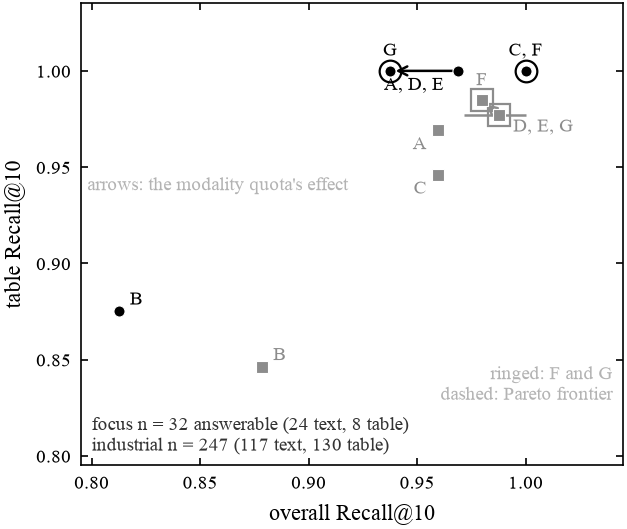 G
C, F
1.00
A, D, E
F
D, E, G
A
0.95
arrows: the modality quota's effect
C
table Recall@10
0.90
B
0.85
B
ringed: F and G
dashed: Pareto frontier
focus n = 32 answerable (24 text, 8 table)
industrial n = 247 (117 text, 130 table)
0.80
0.80
0.85
0.90
0.95
1.00
overall Recall@10